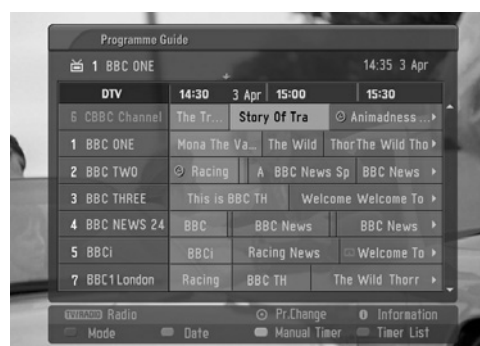 Programme Guide
1 BBC ONE 14:35 3 Apr
DTV 14:30 3 Apr 15:00 15:30
6 CBBC Channel The Tr... Story Of Tra Animadness ...
1 BBC ONE Mona The Va... The Wild Thor The Wild Tho
2 BBC TWO Racing A BBC News Sp BBC News
3 BBC THREE This is BBC TH Welcome Welcome To
4 BBC NEWS 24 BBC BBC News BBC News
5 BBCi BBCi Racing News Welcome To
7 BBC1 London Racing BBC TH The Wild Thorr
TV/RADIO Radio Pr.Change Information
Mode Date Manual Timer Timer List